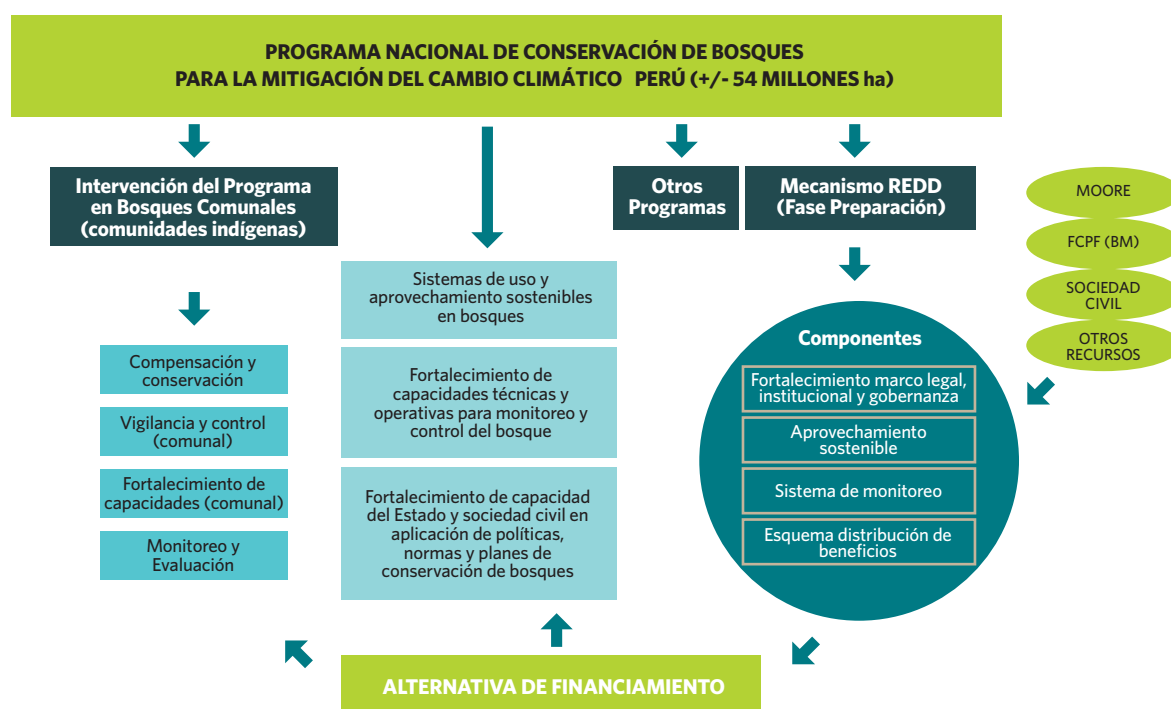 PROGRAMA NACIONAL DE CONSERVACIÓN DE BOSQUES
PARA LA MITIGACIÓN DEL CAMBIO CLIMÁTICO PERÚ (+/- 54 MILLONES ha)
Intervención del Programa
en Bosques Comunales
(comunidades indígenas)
Otros
Programas
Mecanismo REDD
(Fase Preparación)
MOORE
FCPF (BM)
SOCIEDAD
CIVIL
OTROS
RECURSOS
Compensación y
conservación
Vigilancia y control
(comunal)
Fortalecimiento de
capacidades (comunal)
Monitoreo y
Evaluación
Sistemas de uso y
aprovechamiento sostenibles
en bosques
Fortalecimiento de
capacidades técnicas y
operativas para monitoreo y
control del bosque
Fortalecimiento de capacidad
del Estado y sociedad civil en
aplicación de políticas,
normas y planes de
conservación de bosques
Componentes
Fortalecimiento marco legal,
institucional y gobernanza
Aprovechamiento
sostenible
Sistema de monitoreo
Esquema distribución de
beneficios
ALTERNATIVA DE FINANCIAMIENTO